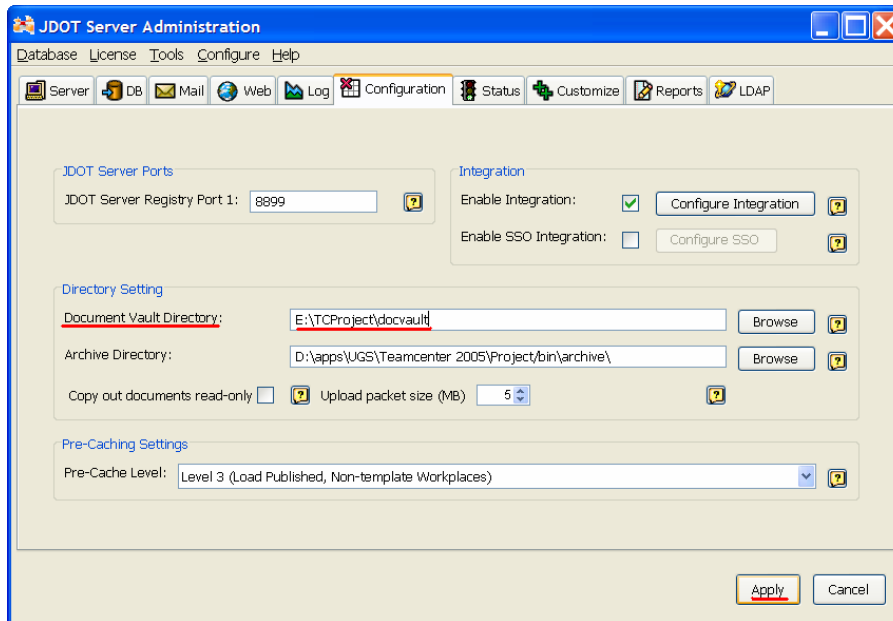 JDOT Server Administration
Database License Tools Configure Help
Server DB Mail Web Log Configuration Status Customize Reports LDAP
JDOT Server Ports
JDOT Server Registry Port 1: 8899
Integration
Enable Integration: Configure Integration
Enable SSO Integration: Configure SSO
Directory Setting
Document Vault Directory: E:\TCProject\docvault Browse
Archive Directory: D:\apps\UGS\Teamcenter 2005\Project/bin\archive\ Browse
Copy out documents read-only Upload packet size (MB) 5
Pre-Caching Settings
Pre-Cache Level: Level 3 (Load Published, Non-template Workplaces)
Apply Cancel